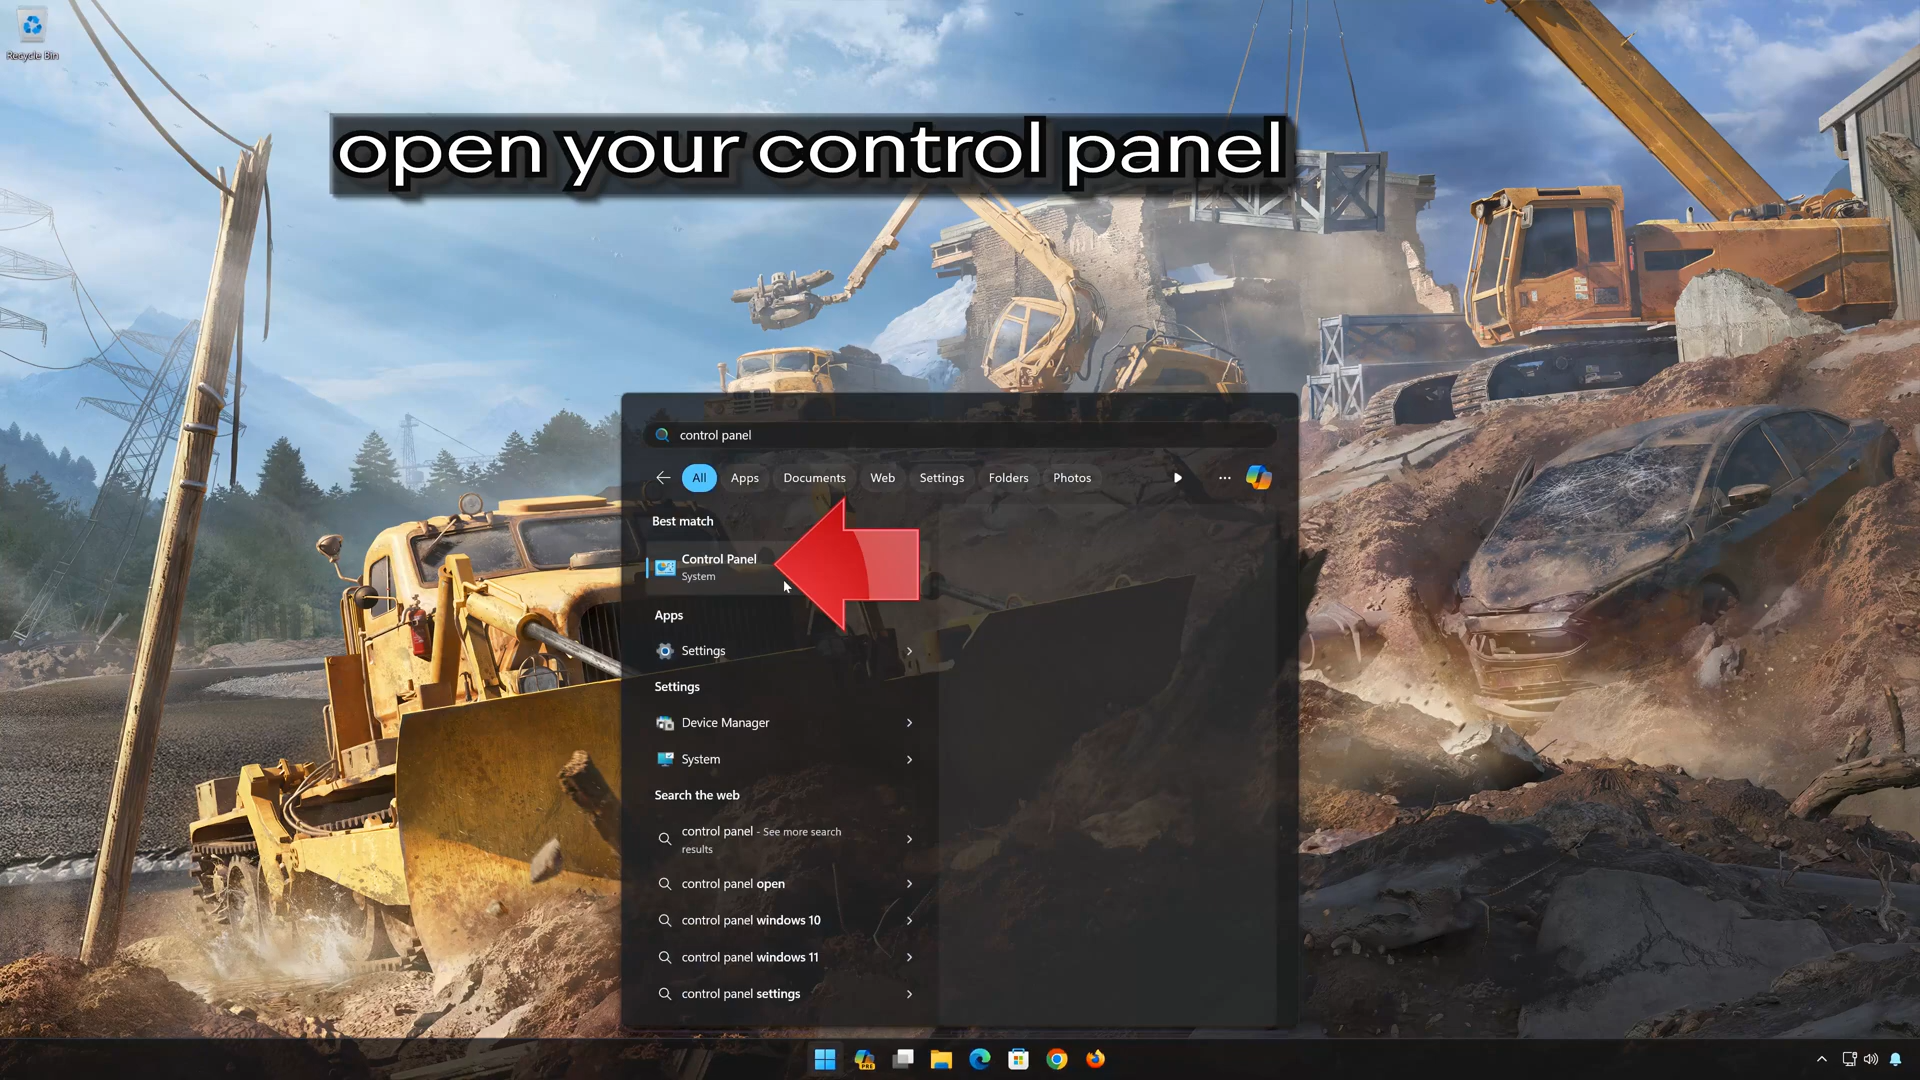 Recycle Bin
open your control panel
control panel
All Apps Documents Web Settings Folders Photos
Best match
Control Panel
System
Apps
Settings
Settings
Device Manager
System
Search the web
control panel - See more search
results
control panel open
control panel windows 10
control panel windows 11
control panel settings
PRE